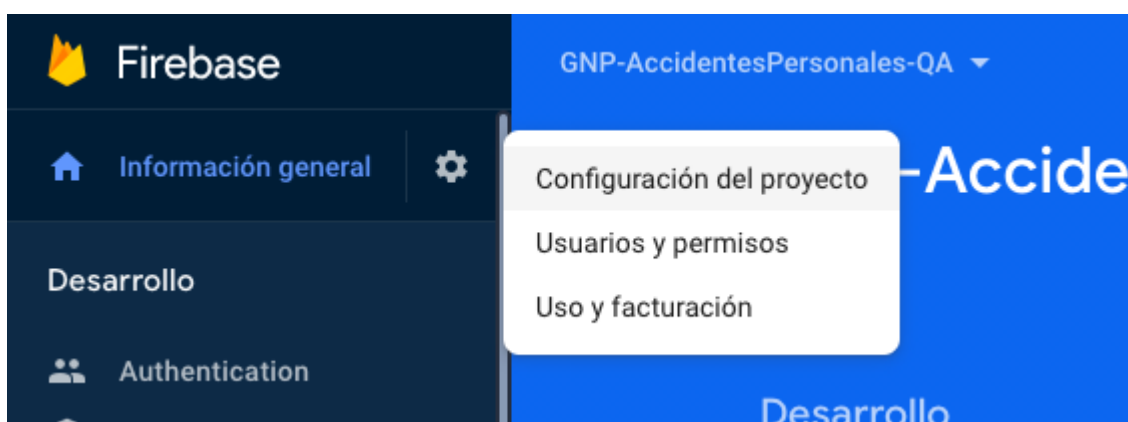 Firebase
GNP-AccidentesPersonales-QA
Información general
Configuración del proyecto
-Accide
Usuarios y permisos
Uso y facturación
Desarrollo
Authentication
Desarrollo